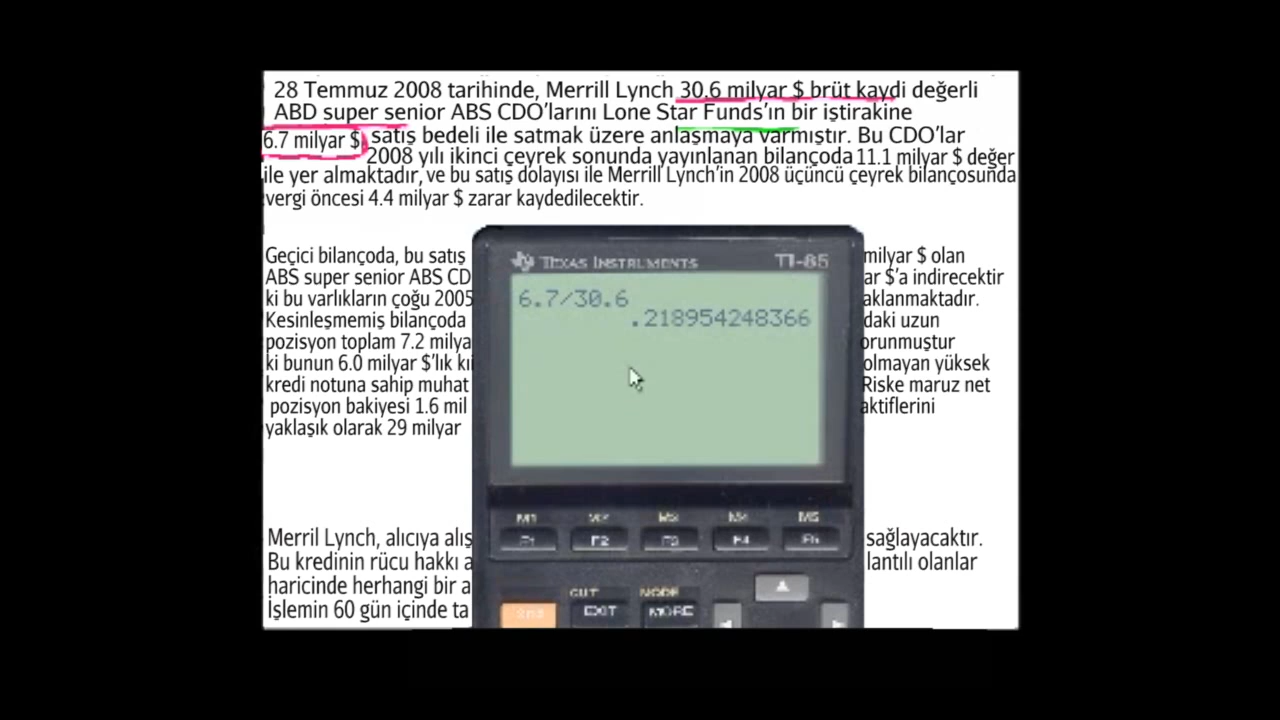 28 Temmuz 2008 tarihinde, Merrill Lynch 30.6 milyar $ brüt kaydi değerli
ABD super senior ABS CDO'larını Lone Star Funds'ın bir iştirakine
6.7 milyar $ satış bedeli ile satmak üzere anlaşmaya varmıştır. Bu CDO'lar
2008 yılı ikinci çeyrek sonunda yayınlanan bilançoda 11.1 milyar $ değer
ile yer almaktadır, ve bu satış dolayısı ile Merrill Lynch'in 2008 üçüncü çeyrek bilançosunda
vergi öncesi 4.4 milyar $ zarar kaydedilecektir.
Geçici bilançoda, bu satış milyar $ olan
ABS super senior ABS CD ar $'a indirecektir
ki bu varlıkların çoğu 2005 aklanmaktadır.
Kesinleşmemiş bilançoda daki uzun
pozisyon toplam 7.2 milya orunmuştur
ki bunun 6.0 milyar $'lık olmayan yüksek
kredi notuna sahip muhat Riske maruz net
pozisyon bakiyesi 1.6 mil aktiflerini
yaklaşık olarak 29 milyar
Merril Lynch, alıcıya alış sağlayacaktır.
Bu kredinin rücu hakkı a lantılı olanlar
haricinde herhangi bir a
İşlemin 60 gün içinde ta
TEXAS INSTRUMENTS TI-85
6.7/30.6
.218954248366
M1 M2 M3 M4 M5
F1 F2 F3 F4 F5
CUT MODE
2nd EXIT MORE